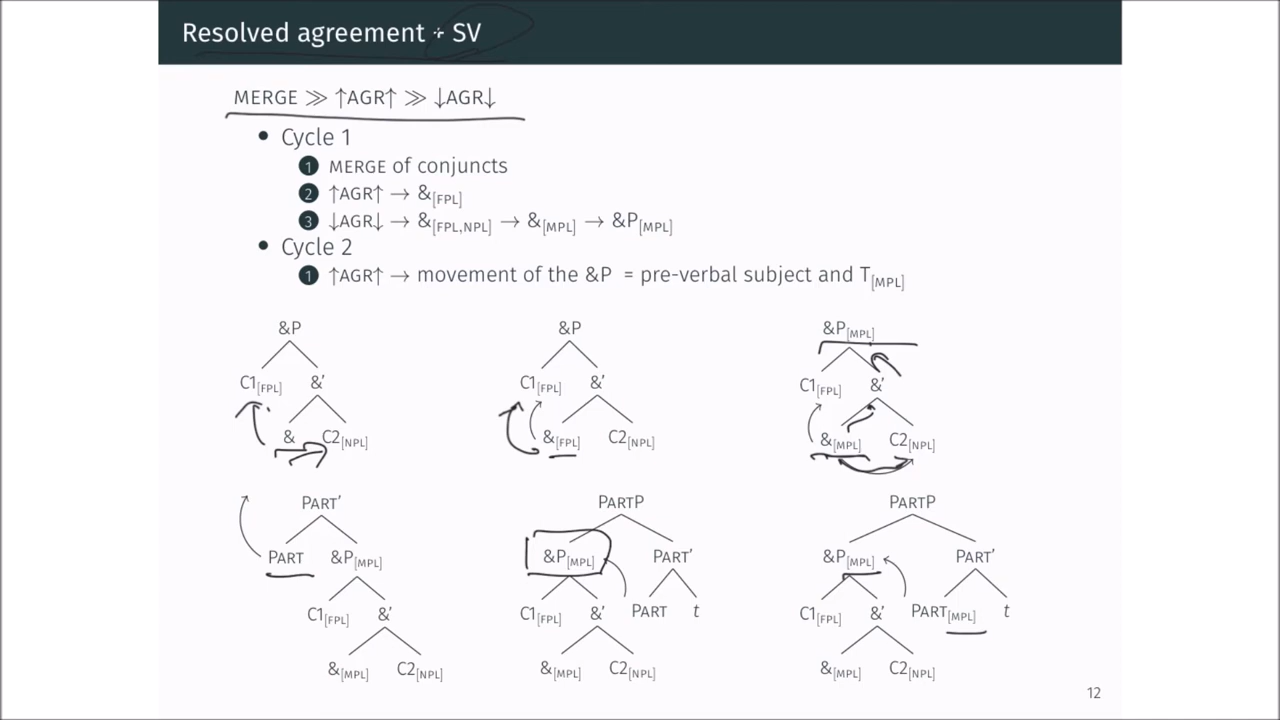 Resolved agreement + SV
MERGE ≫ ↑AGR↑ ≫ ↓AGR↓
• Cycle 1
1 MERGE of conjuncts
2 ↑AGR↑ → &[FPL]
3 ↓AGR↓ → &[FPL,NPL] → &[MPL] → &P[MPL]
• Cycle 2
1 ↑AGR↑ → movement of the &P = pre-verbal subject and T[MPL]
&P &P &P[MPL]
C1[FPL] &’ C1[FPL] &’ C1[FPL] &’
& C2[NPL] &[FPL] C2[NPL] &[MPL] C2[NPL]
PART’ PARTP PARTP
PART &P[MPL] &P[MPL] PART’ &P[MPL] PART’
C1[FPL] &’ C1[FPL] &’ PART t C1[FPL] &’ PART[MPL] t
&[MPL] C2[NPL] &[MPL] C2[NPL] &[MPL] C2[NPL]
12